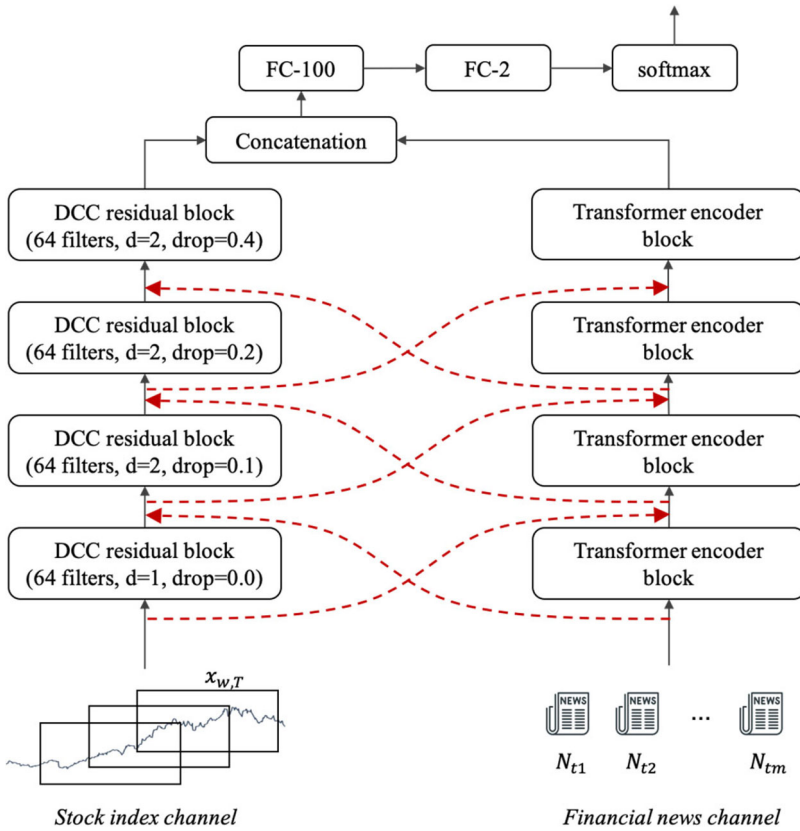 FC-100
FC-2
softmax
Concatenation
DCC residual block
(64 filters, d=2, drop=0.4)
Transformer encoder
block
DCC residual block
(64 filters, d=2, drop=0.2)
Transformer encoder
block
DCC residual block
(64 filters, d=2, drop=0.1)
Transformer encoder
block
DCC residual block
(64 filters, d=1, drop=0.0)
Transformer encoder
block
x_{w,T}
NEWS
NEWS
...
NEWS
N_{t1}
N_{t2}
N_{tm}
Stock index channel
Financial news channel